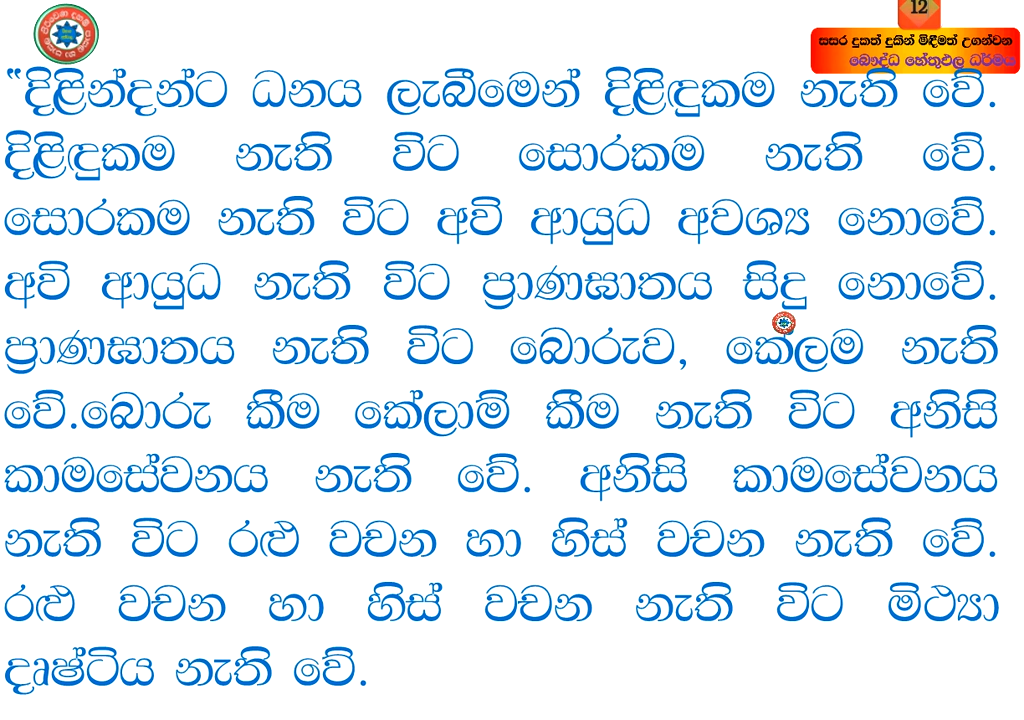 12
සසර දුකත් දුකින් මිදීමත් උගන්වන
බෞද්ධ හේතුඵල ධර්මය
“දිළින්දන්ට ධනය ලැබීමෙන් දිළිඳුකම නැති වේ.
දිළිඳුකම නැති විට සොරකම නැති වේ.
සොරකම නැති විට අවි ආයුධ අවශ්‍ය නොවේ.
අවි ආයුධ නැති විට ප්‍රාණඝාතය සිදු නොවේ.
ප්‍රාණඝාතය නැති විට බොරුව, කේලම නැති
වේ.බොරු කීම කේලාම් කීම නැති විට අනිසි
කාමසේවනය නැති වේ. අනිසි කාමසේවනය
නැති විට රළු වචන හා හිස් වචන නැති වේ.
රළු වචන හා හිස් වචන නැති විට මිථ්‍යා
දෘෂ්ටිය නැති වේ.